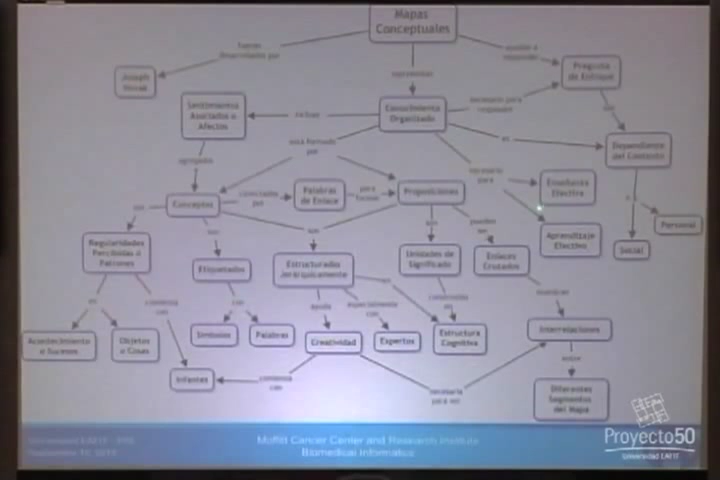 Mapas
Conceptuales
fueron
desarrollados por
ayudan a
responder
Joseph
Novak
representan
Pregunta
de Enfoque
Sentimientos
Asociados o
Afectos
incluye
Conocimiento
Organizado
necesario para
responder
es
Dependiente
del Contexto
agregado
está formado
por
necesario
para
Enseñanza
Efectiva
Conceptos
conectados
por
Palabras
de Enlace
para
formar
Proposiciones
son
Aprendizaje
Efectivo
Personal
Social
Regularidades
Percibidas o
Patrones
son
Etiquetados
son
Estructurados
Jerárquicamente
son
Unidades de
Significado
pueden
ser
Enlaces
Cruzados
es
comienza
con
con
ayuda
especialmente
con
construidas
en
muestran
Acontecimiento
o Sucesos
Objetos
o Cosas
Símbolos
Palabras
Creatividad
Expertos
Estructura
Cognitiva
Interrelaciones
Infantes
comienza
con
necesaria
para ver
entre
Diferentes
Segmentos
del Mapa
Moffitt Cancer Center and Research Institute
Biomedical Informatics
Proyecto50
Universidad EAFIT